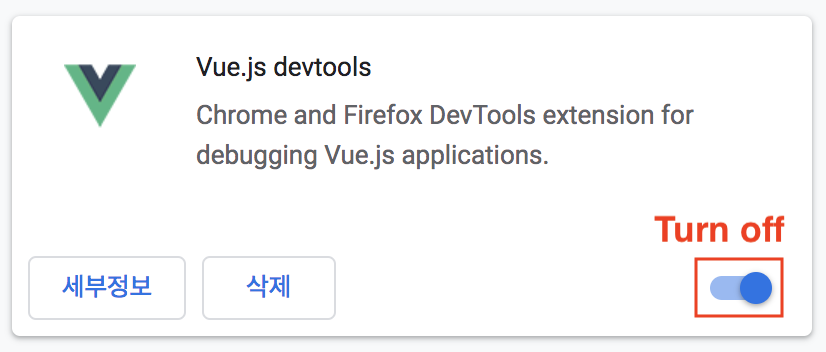 Vue.js devtools
Chrome and Firefox DevTools extension for
debugging Vue.js applications.
Turn off
세부정보
삭제